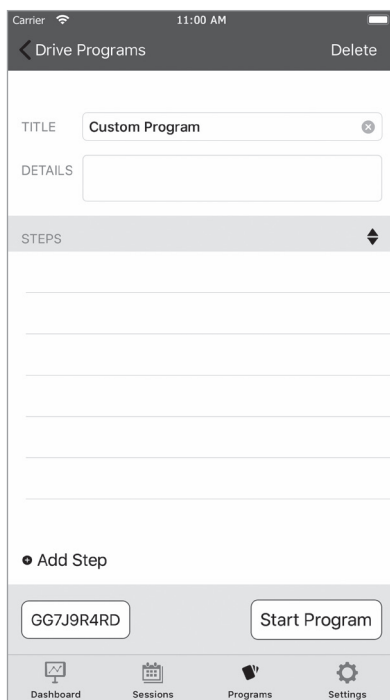 Carrier 11:00 AM
Drive Programs Delete
TITLE Custom Program
DETAILS
STEPS
Add Step
GG7J9R4RD Start Program
Dashboard Sessions Programs Settings